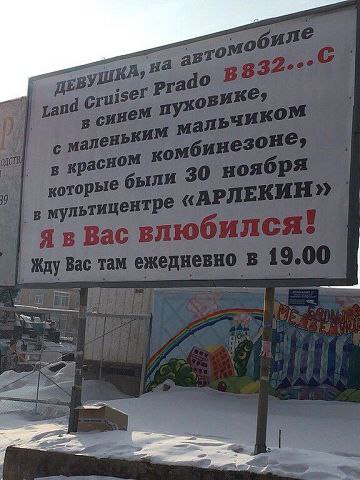 ДЕВУШКА, на автомобиле
Land Cruiser Prado В832...С
в синем пуховике,
с маленьким мальчиком
в красном комбинезоне,
которые были 30 ноября
в мультицентре «АРЛЕКИН»
Я в Вас влюбился!
Жду Вас там ежедневно в 19.00